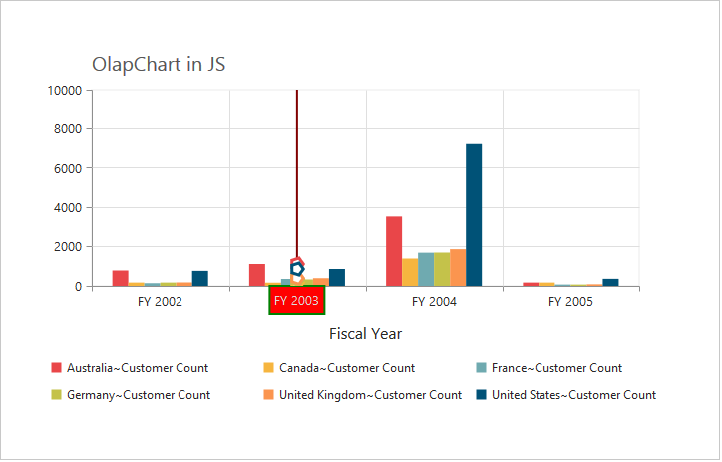 OlapChart in JS
10000
8000
6000
4000
2000
0
FY 2002 FY 2003 FY 2004 FY 2005
Fiscal Year
Australia~Customer Count Canada~Customer Count France~Customer Count
Germany~Customer Count United Kingdom~Customer Count United States~Customer Count